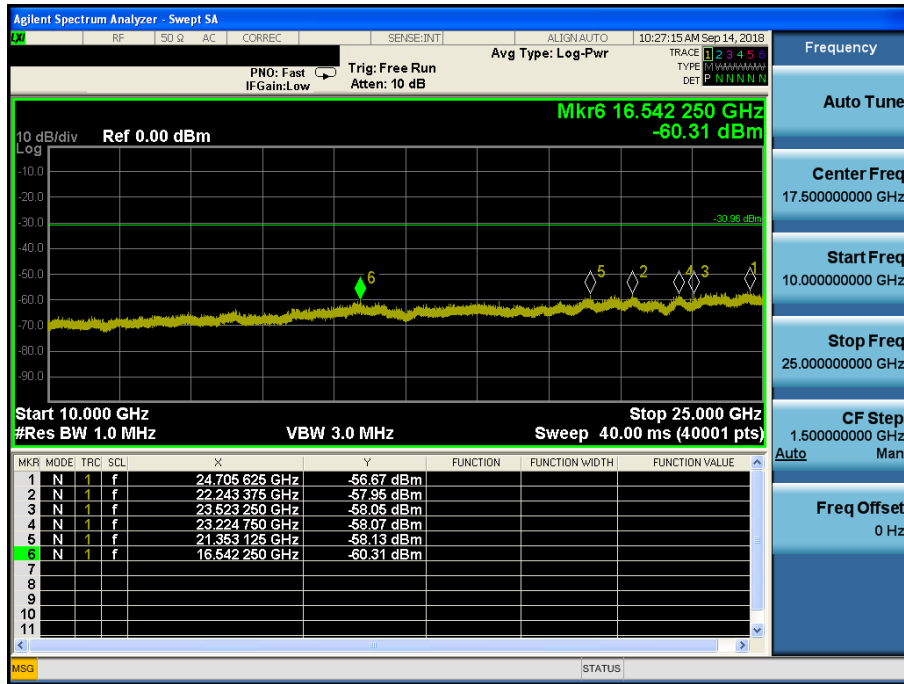 Agilent Spectrum Analyzer - Swept SA
LXI RF 50 Ω AC CORREC SENSE:INT ALIGN AUTO 10:27:15 AM Sep 14, 2018
PNO: Fast Trig: Free Run Avg Type: Log-Pwr TRACE 1 2 3 4 5 6
IFGain:Low Atten: 10 dB TYPE M WWWWW
DET P N N N N N
Mkr6 16.542 250 GHz
-60.31 dBm
10 dB/div Ref 0.00 dBm
Log
-10.0
-20.0
-30.0
-30.96 dBm
-40.0
-50.0
6 5 2 4 3 1
-60.0
-70.0
-80.0
-90.0
Start 10.000 GHz Stop 25.000 GHz
#Res BW 1.0 MHz VBW 3.0 MHz Sweep 40.00 ms (40001 pts)
MKR MODE TRC SCL X Y FUNCTION FUNCTION WIDTH FUNCTION VALUE
1 N 1 f 24.705 625 GHz -56.67 dBm
2 N 1 f 22.243 375 GHz -57.95 dBm
3 N 1 f 23.523 250 GHz -58.05 dBm
4 N 1 f 23.224 750 GHz -58.07 dBm
5 N 1 f 21.353 125 GHz -58.13 dBm
6 N 1 f 16.542 250 GHz -60.31 dBm
7
8
9
10
11
MSG STATUS
Frequency
Auto Tune
Center Freq
17.500000000 GHz
Start Freq
10.000000000 GHz
Stop Freq
25.000000000 GHz
CF Step
1.500000000 GHz
Auto Man
Freq Offset
0 Hz